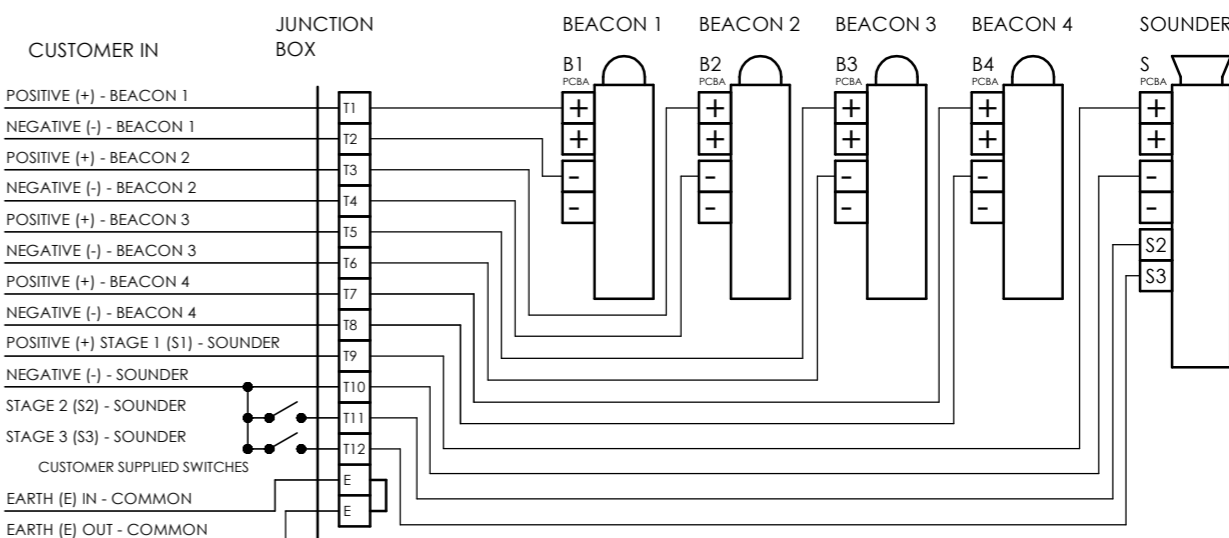 CUSTOMER IN
JUNCTION
BOX
BEACON 1
BEACON 2
BEACON 3
BEACON 4
SOUNDER
B1
PCBA
+
+
-
-
B2
PCBA
+
+
-
-
B3
PCBA
+
+
-
-
B4
PCBA
+
+
-
-
S
PCBA
+
+
-
-
S2
S3
POSITIVE (+) - BEACON 1
T1
NEGATIVE (-) - BEACON 1
T2
POSITIVE (+) - BEACON 2
T3
NEGATIVE (-) - BEACON 2
T4
POSITIVE (+) - BEACON 3
T5
NEGATIVE (-) - BEACON 3
T6
POSITIVE (+) - BEACON 4
T7
NEGATIVE (-) - BEACON 4
T8
POSITIVE (+) STAGE 1 (S1) - SOUNDER
T9
NEGATIVE (-) - SOUNDER
T10
STAGE 2 (S2) - SOUNDER
T11
STAGE 3 (S3) - SOUNDER
T12
CUSTOMER SUPPLIED SWITCHES
E
EARTH (E) IN - COMMON
E
EARTH (E) OUT - COMMON